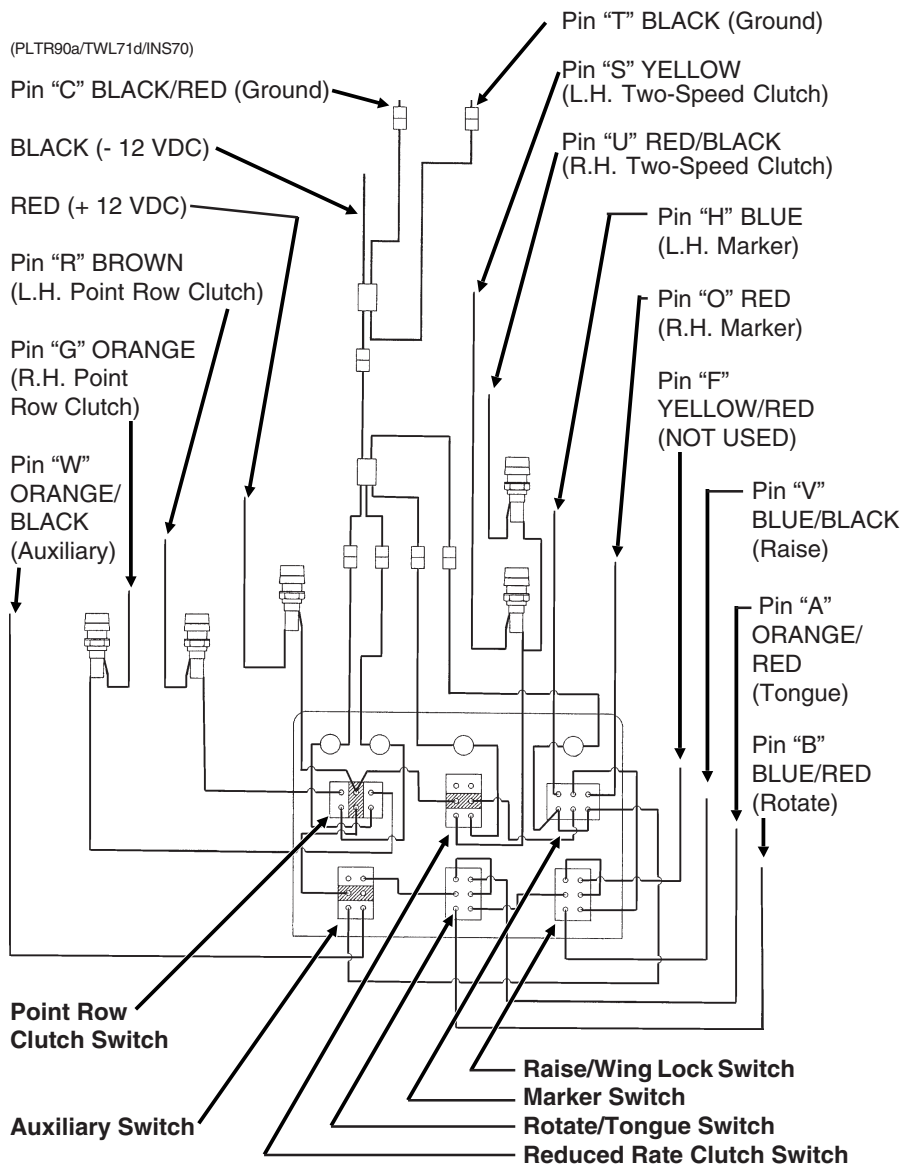 (PLTR90a/TWL71d/INS70)
Pin “C” BLACK/RED (Ground)
BLACK (- 12 VDC)
RED (+ 12 VDC)
Pin “R” BROWN
(L.H. Point Row Clutch)
Pin “G” ORANGE
(R.H. Point
Row Clutch)
Pin “W”
ORANGE/
BLACK
(Auxiliary)
Pin “T” BLACK (Ground)
Pin “S” YELLOW
(L.H. Two-Speed Clutch)
Pin “U” RED/BLACK
(R.H. Two-Speed Clutch)
Pin “H” BLUE
(L.H. Marker)
Pin “O” RED
(R.H. Marker)
Pin “F”
YELLOW/RED
(NOT USED)
Pin “V”
BLUE/BLACK
(Raise)
Pin “A”
ORANGE/
RED
(Tongue)
Pin “B”
BLUE/RED
(Rotate)
Point Row
Clutch Switch
Auxiliary Switch
Raise/Wing Lock Switch
Marker Switch
Rotate/Tongue Switch
Reduced Rate Clutch Switch